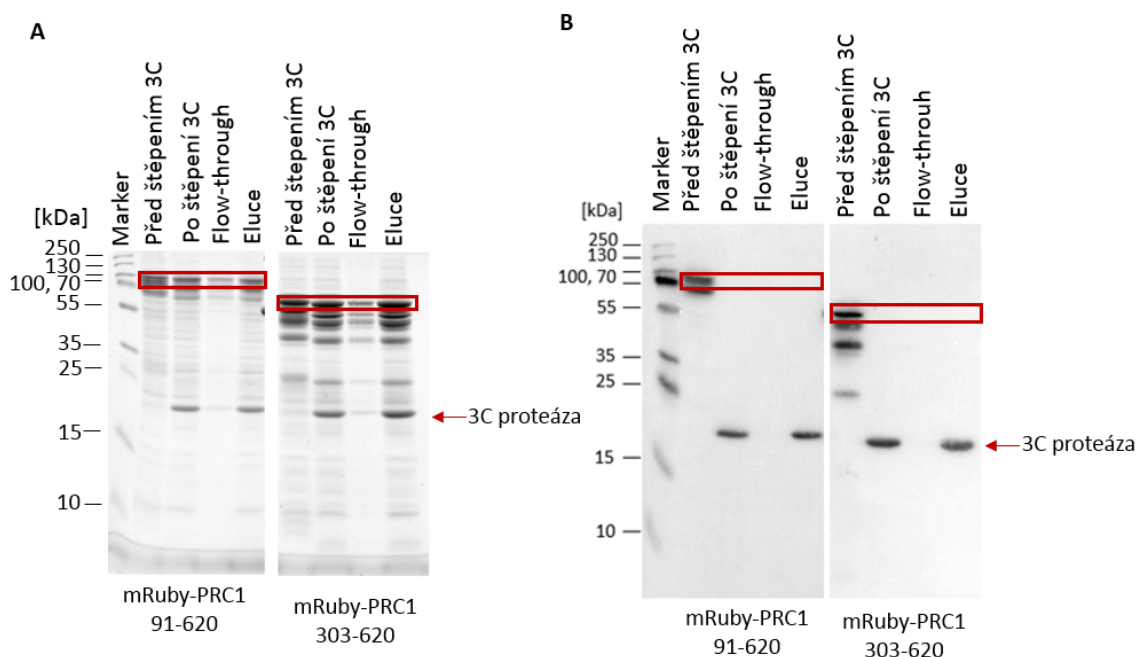 A
Marker
Před štěpením 3C
Po štěpení 3C
Flow-through
Eluce
Před štepením 3C
Po štěpení 3C
Flow-through
Eluce
[kDa]
250
130
100, 70
55
35
25
15
10
3C proteáza
mRuby-PRC1
91-620
mRuby-PRC1
303-620
B
Marker
Před štěpením 3C
Po štěpení 3C
Flow-through
Eluce
Před štěpením 3C
Po štěpení 3C
Flow-throuh
Eluce
[kDa]
250
130
100, 70
55
35
25
15
10
3C proteáza
mRuby-PRC1
91-620
mRuby-PRC1
303-620